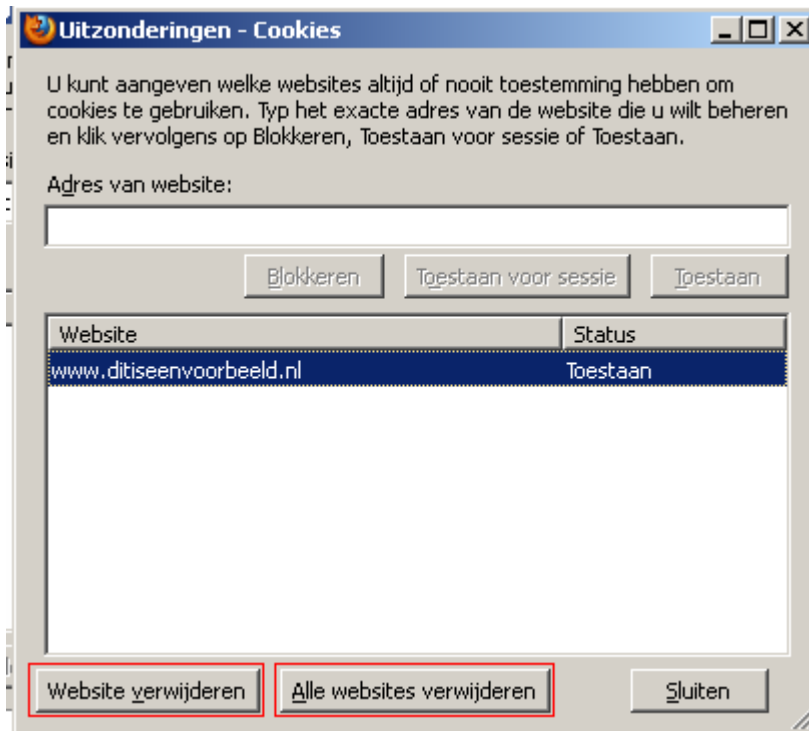 Uitzonderingen - Cookies
U kunt aangeven welke websites altijd of nooit toestemming hebben om
cookies te gebruiken. Typ het exacte adres van de website die u wilt beheren
en klik vervolgens op Blokkeren, Toestaan voor sessie of Toestaan.
Adres van website:
Blokkeren Toestaan voor sessie Toestaan
Website Status
www.ditiseenvoorbeeld.nl Toestaan
Website verwijderen Alle websites verwijderen Sluiten